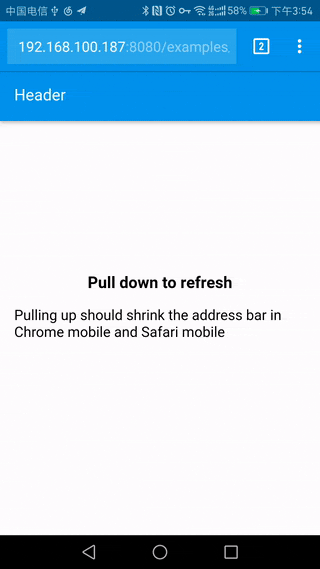 中国电信 58% 下午3:54
192.168.100.187:8080/examples 2
Header
Pull down to refresh
Pulling up should shrink the address bar in
Chrome mobile and Safari mobile